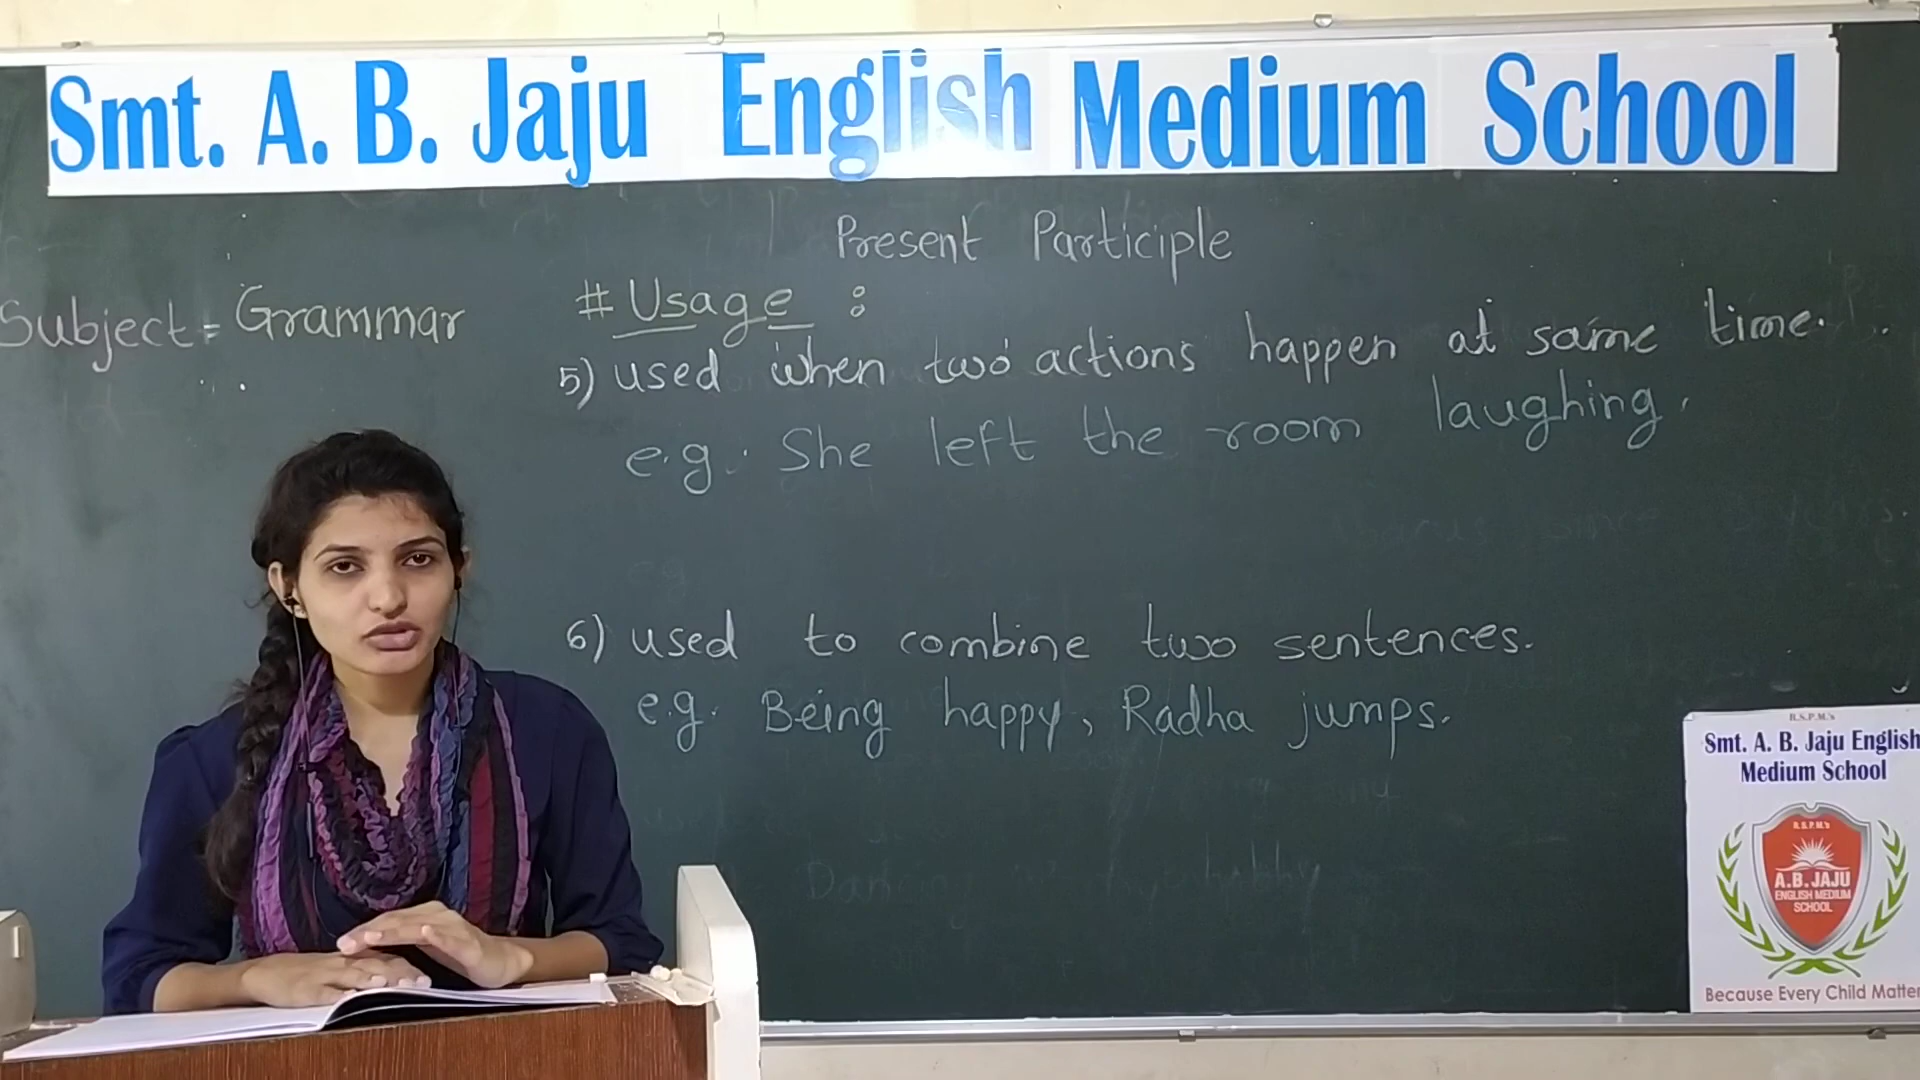 Smt. A. B. Jaju English Medium School
Present Participle
Subject = Grammar
# Usage :
5) used when two actions happen at same time.
e.g. She left the room laughing.
6) used to combine two sentences.
e.g. Being happy, Radha jumps.
R.S.P.M.'s
Smt. A. B. Jaju English
Medium School
R.S.P.M.'s
A.B. JAJU
ENGLISH MEDIUM
SCHOOL
Because Every Child Matter